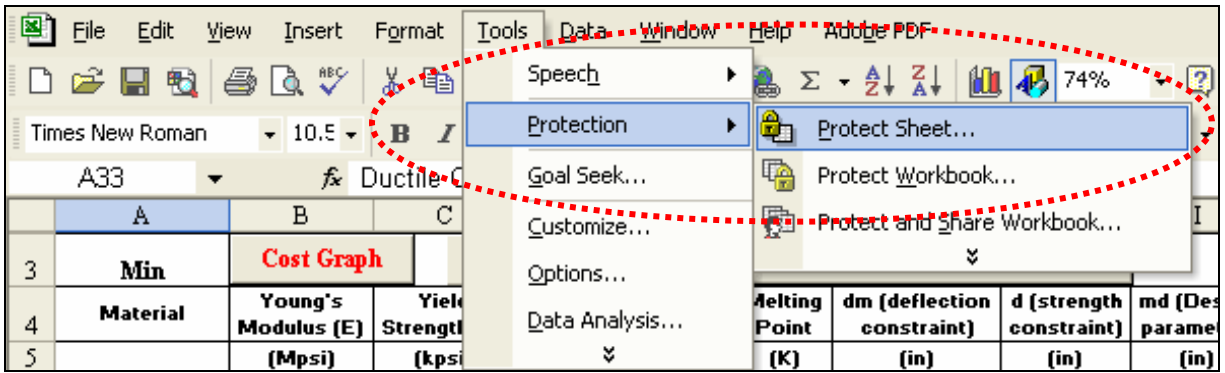 File Edit View Insert Format Tools Data Window Help Adobe PDF
Speech
Σ 74%
Times New Roman 10.5 B I
Protection
Protect Sheet...
A33 fx Ductile
Goal Seek...
Protect Workbook...
A B C
Customize...
Protect and Share Workbook...
I
3 Min Cost Graph
Options...
4 Material Young's Modulus (E) Yiel Strengt
Data Analysis...
Melting Point dm (deflection constraint) d (strength constraint) md (Des parame
5 (Mpsi) (kpsi (K) (in) (in) (in)